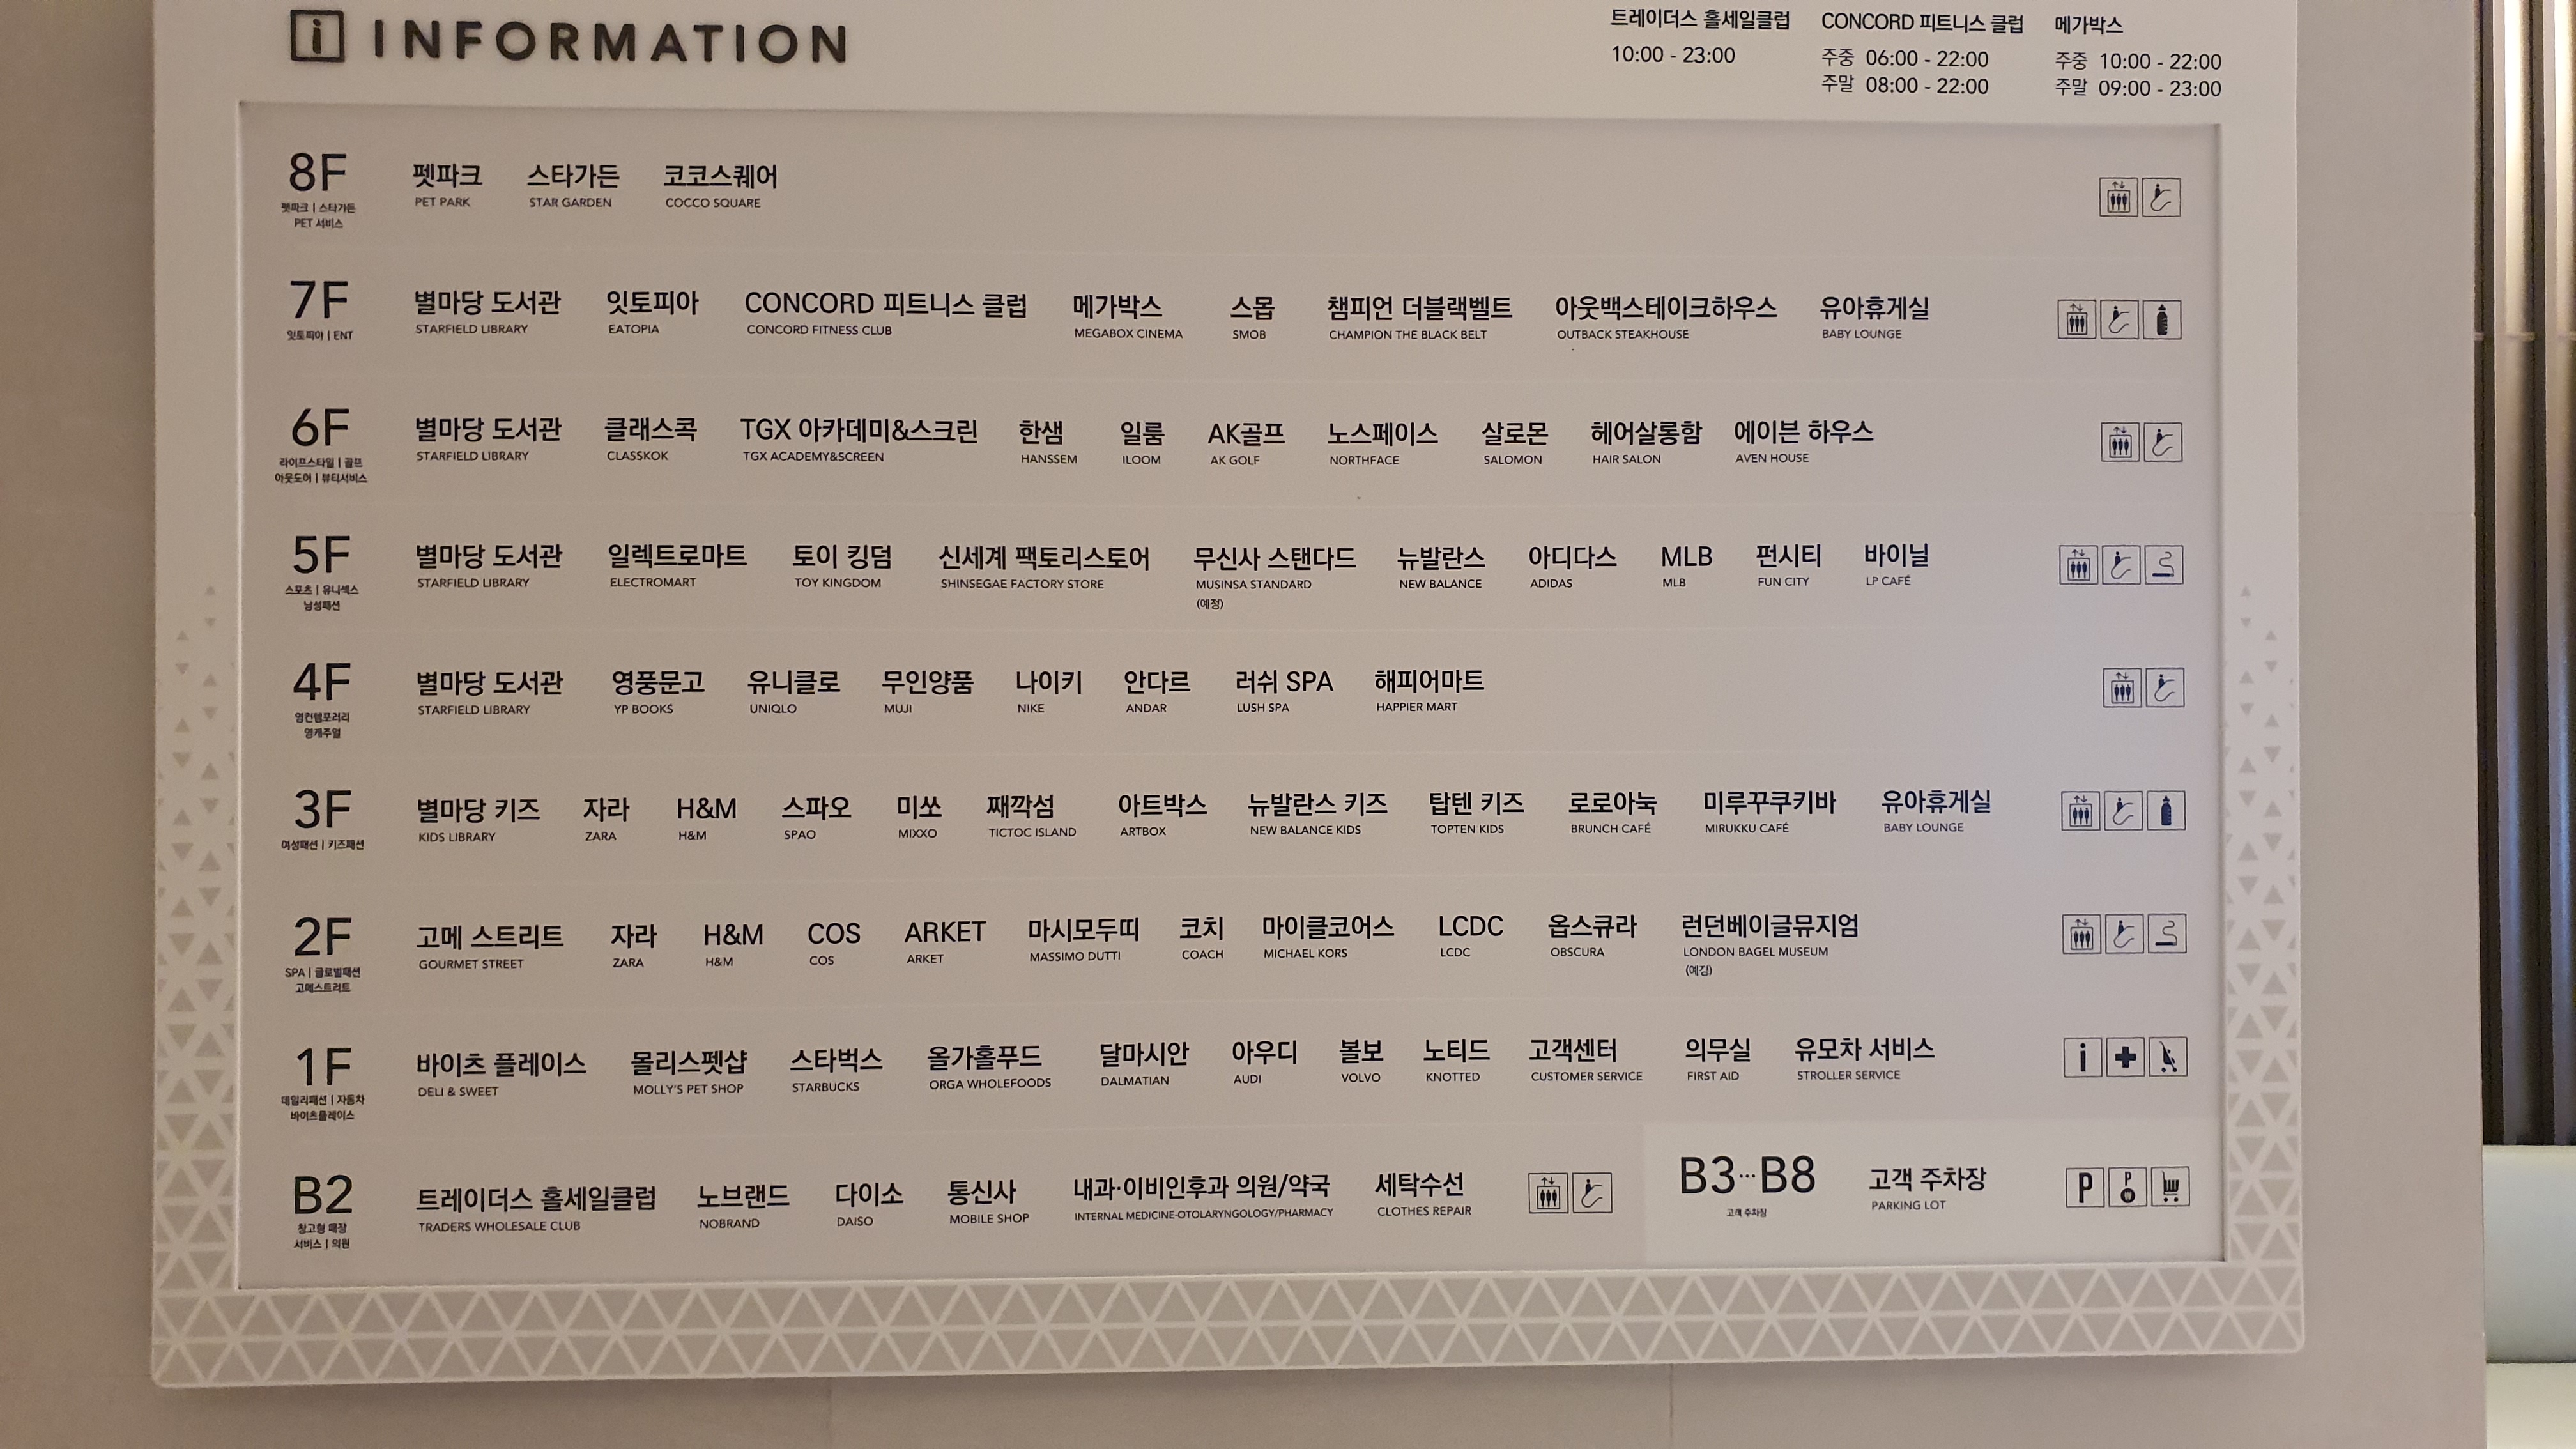 i INFORMATION
트레이더스 홀세일클럽
10:00 - 23:00
CONCORD 피트니스 클럽
주중 06:00 - 22:00
주말 08:00 - 22:00
메가박스
주중 10:00 - 22:00
주말 09:00 - 23:00
8F
펫파크 | 스타가든
PET 서비스
펫파크 스타가든 코코스퀘어
PET PARK STAR GARDEN COCCO SQUARE
7F
잇토피아 | ENT
별마당 도서관 잇토피아 CONCORD 피트니스 클럽 메가박스 스몹 챔피언 더블랙벨트 아웃백스테이크하우스 유아휴게실
STARFIELD LIBRARY EATOPIA CONCORD FITNESS CLUB MEGABOX CINEMA SMOB CHAMPION THE BLACK BELT OUTBACK STEAKHOUSE BABY LOUNGE
6F
라이프스타일 | 골프
아웃도어 | 뷰티서비스
별마당 도서관 클래스콕 TGX 아카데미&스크린 한샘 일룸 AK골프 노스페이스 살로몬 헤어살롱함 에이븐 하우스
STARFIELD LIBRARY CLASSKOK TGX ACADEMY&SCREEN HANSSEM ILOOM AK GOLF NORTHFACE SALOMON HAIR SALON AVEN HOUSE
5F
스포츠 | 유니섹스
남성패션
별마당 도서관 일렉트로마트 토이 킹덤 신세계 팩토리스토어 무신사 스탠다드 뉴발란스 아디다스 MLB 펀시티 바이닐
STARFIELD LIBRARY ELECTROMART TOY KINGDOM SHINSEGAE FACTORY STORE MUSINSA STANDARD NEW BALANCE ADIDAS MLB FUN CITY LP CAFÉ
(예정)
4F
영컨템포러리
영캐주얼
별마당 도서관 영풍문고 유니클로 무인양품 나이키 안다르 러쉬 SPA 해피어마트
STARFIELD LIBRARY YP BOOKS UNIQLO MUJI NIKE ANDAR LUSH SPA HAPPIER MART
3F
여성패션 | 키즈패션
별마당 키즈 자라 H&M 스파오 미쏘 째깍섬 아트박스 뉴발란스 키즈 탑텐 키즈 로로아눅 미루꾸쿠키바 유아휴게실
KIDS LIBRARY ZARA H&M SPAO MIXXO TICTOC ISLAND ARTBOX NEW BALANCE KIDS TOPTEN KIDS BRUNCH CAFÉ MIRUKKU CAFÉ BABY LOUNGE
2F
SPA | 글로벌패션
고메스트리트
고메 스트리트 자라 H&M COS ARKET 마시모두띠 코치 마이클코어스 LCDC 옵스큐라 런던베이글뮤지엄
GOURMET STREET ZARA H&M COS ARKET MASSIMO DUTTI COACH MICHAEL KORS LCDC OBSCURA LONDON BAGEL MUSEUM
1F
데일리패션 | 자동차
바이츠플레이스
바이츠 플레이스 몰리스펫샵 스타벅스 올가홀푸드 달마시안 아우디 볼보 노티드 고객센터 의무실 유모차 서비스
DELI & SWEET MOLLY'S PET SHOP STARBUCKS ORGA WHOLEFOODS DALMATIAN AUDI VOLVO KNOTTED CUSTOMER SERVICE FIRST AID STROLLER SERVICE
B2
창고형 매장
서비스 | 의원
트레이더스 홀세일클럽 노브랜드 다이소 통신사 내과·이비인후과 의원/약국 세탁수선
TRADERS WHOLESALE CLUB NOBRAND DAISO MOBILE SHOP INTERNAL MEDICINE·OTOLARYNGOLOGY/PHARMACY CLOTHES REPAIR
B3···B8 고객 주차장
고객 주차장 PARKING LOT
P P